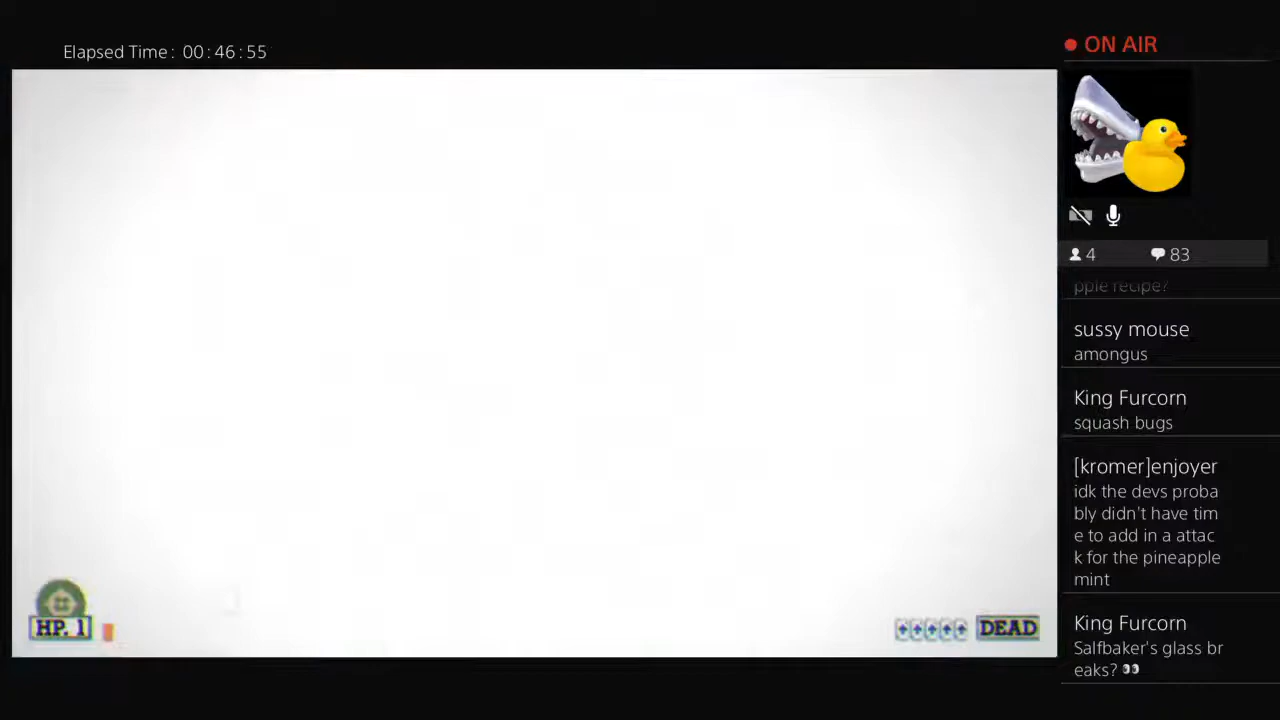 Elapsed Time: 00:46:55
ON AIR
4 83
pple recipe?
sussy mouse
amongus
King Furcorn
squash bugs
[kromer]enjoyer
idk the devs proba
bly didn't have tim
e to add in a attac
k for the pineapple
mint
King Furcorn
Salfbaker's glass br
eaks? 👀
HP. 1
DEAD